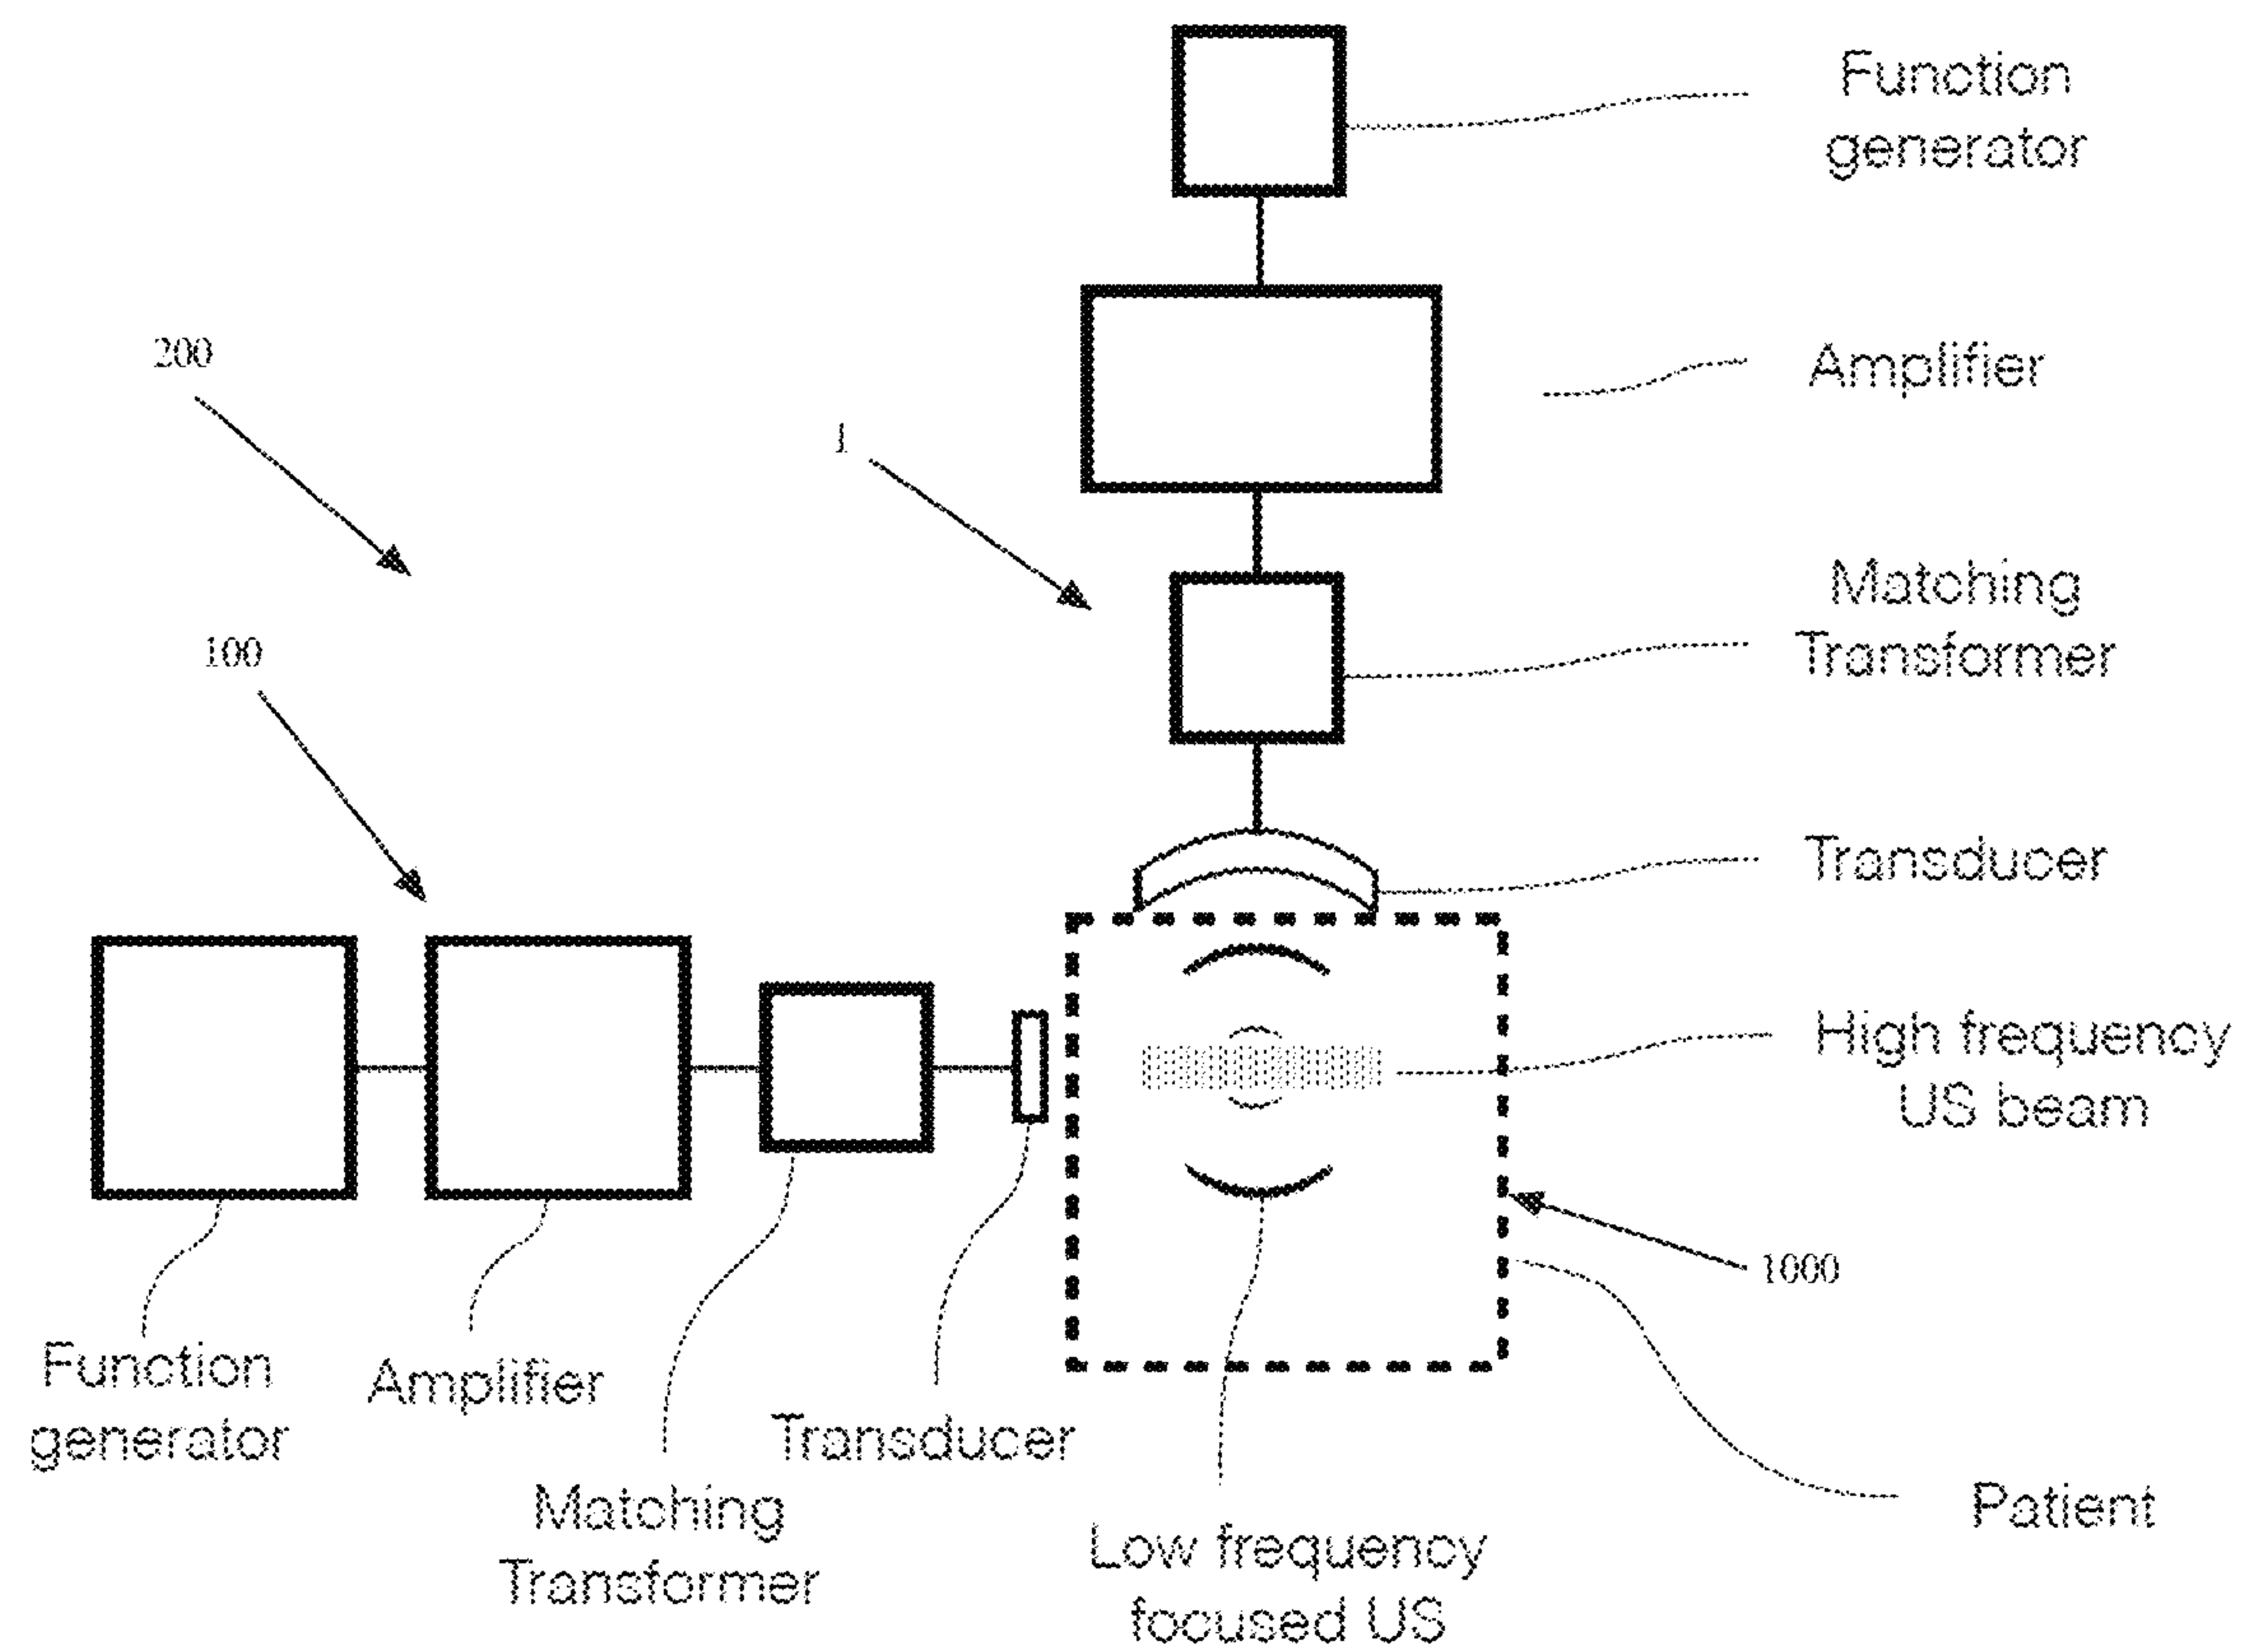 Function
generator
200
Amplifier
1
Matching
Transformer
100
Transducer
High frequency
US beam
1000
Function
generator
Amplifier
Transducer
Matching
Transformer
Low frequency
focused US
Patient